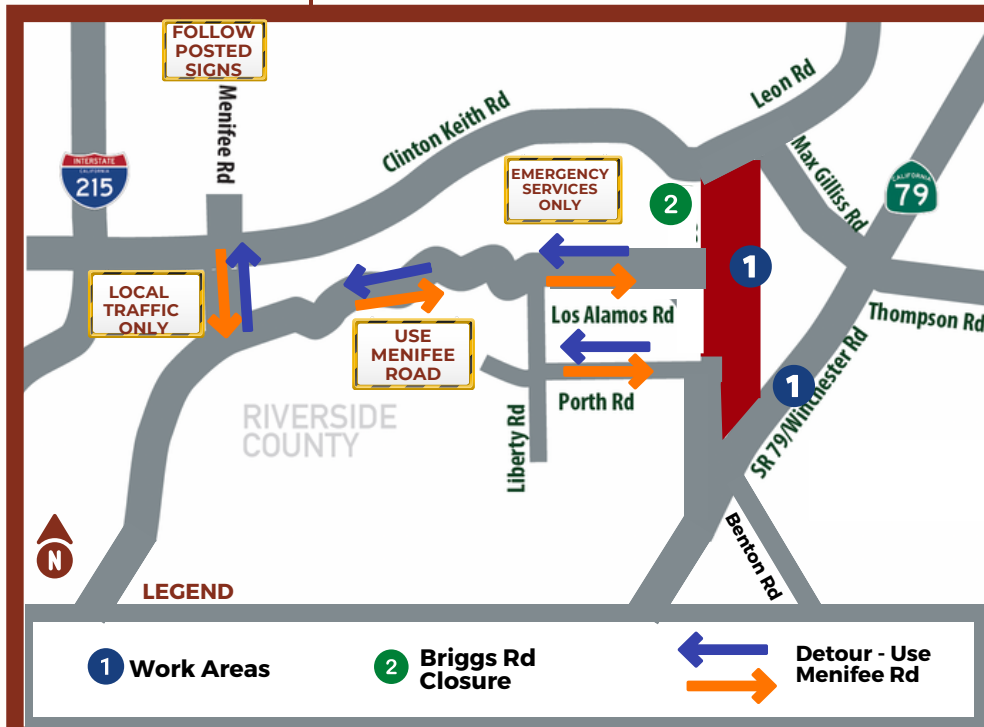 FOLLOW
POSTED
SIGNS
Menifee Rd
Clinton Keith Rd
Leon Rd
Max Gilliss Rd
INTERSTATE
CALIFORNIA
215
CALIFORNIA
79
EMERGENCY
SERVICES
ONLY
2
1
LOCAL
TRAFFIC
ONLY
USE
MENIFEE
ROAD
Los Alamos Rd
Thompson Rd
Porth Rd
1
SR 79/Winchester Rd
RIVERSIDE
COUNTY
Liberty Rd
Benton Rd
N
LEGEND
1 Work Areas
2 Briggs Rd
Closure
Detour - Use
Menifee Rd